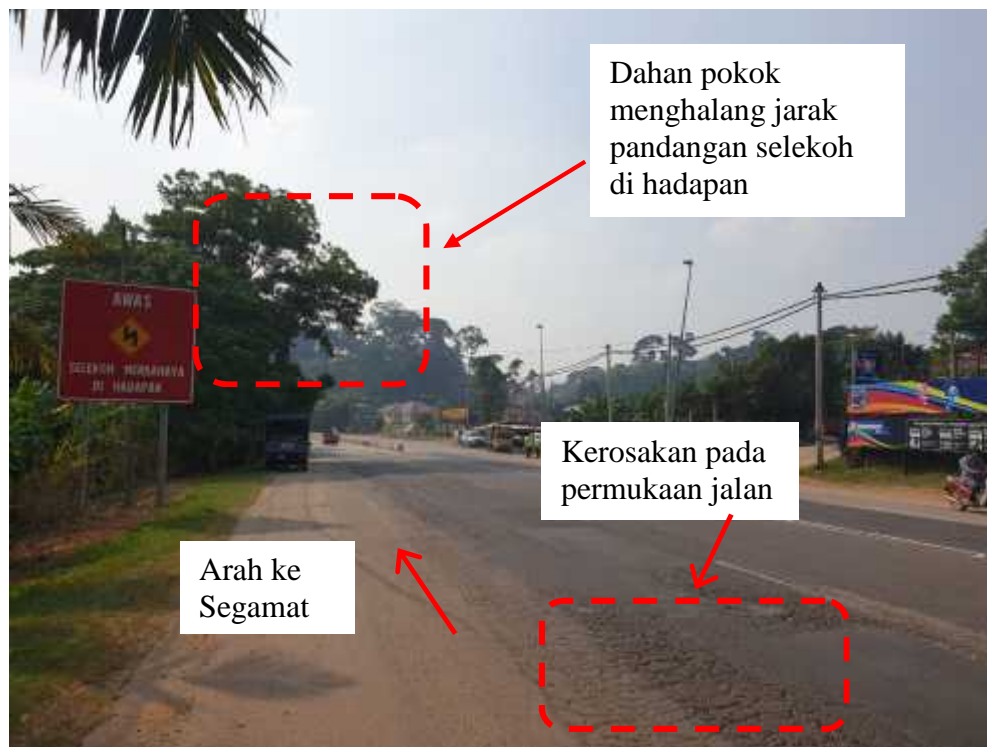 Dahan pokok
menghalang jarak
pandangan selekoh
di hadapan
AWAS
SELEKOH MERBAHAYA
DI HADAPAN
Kerosakan pada
permukaan jalan
Arah ke
Segamat